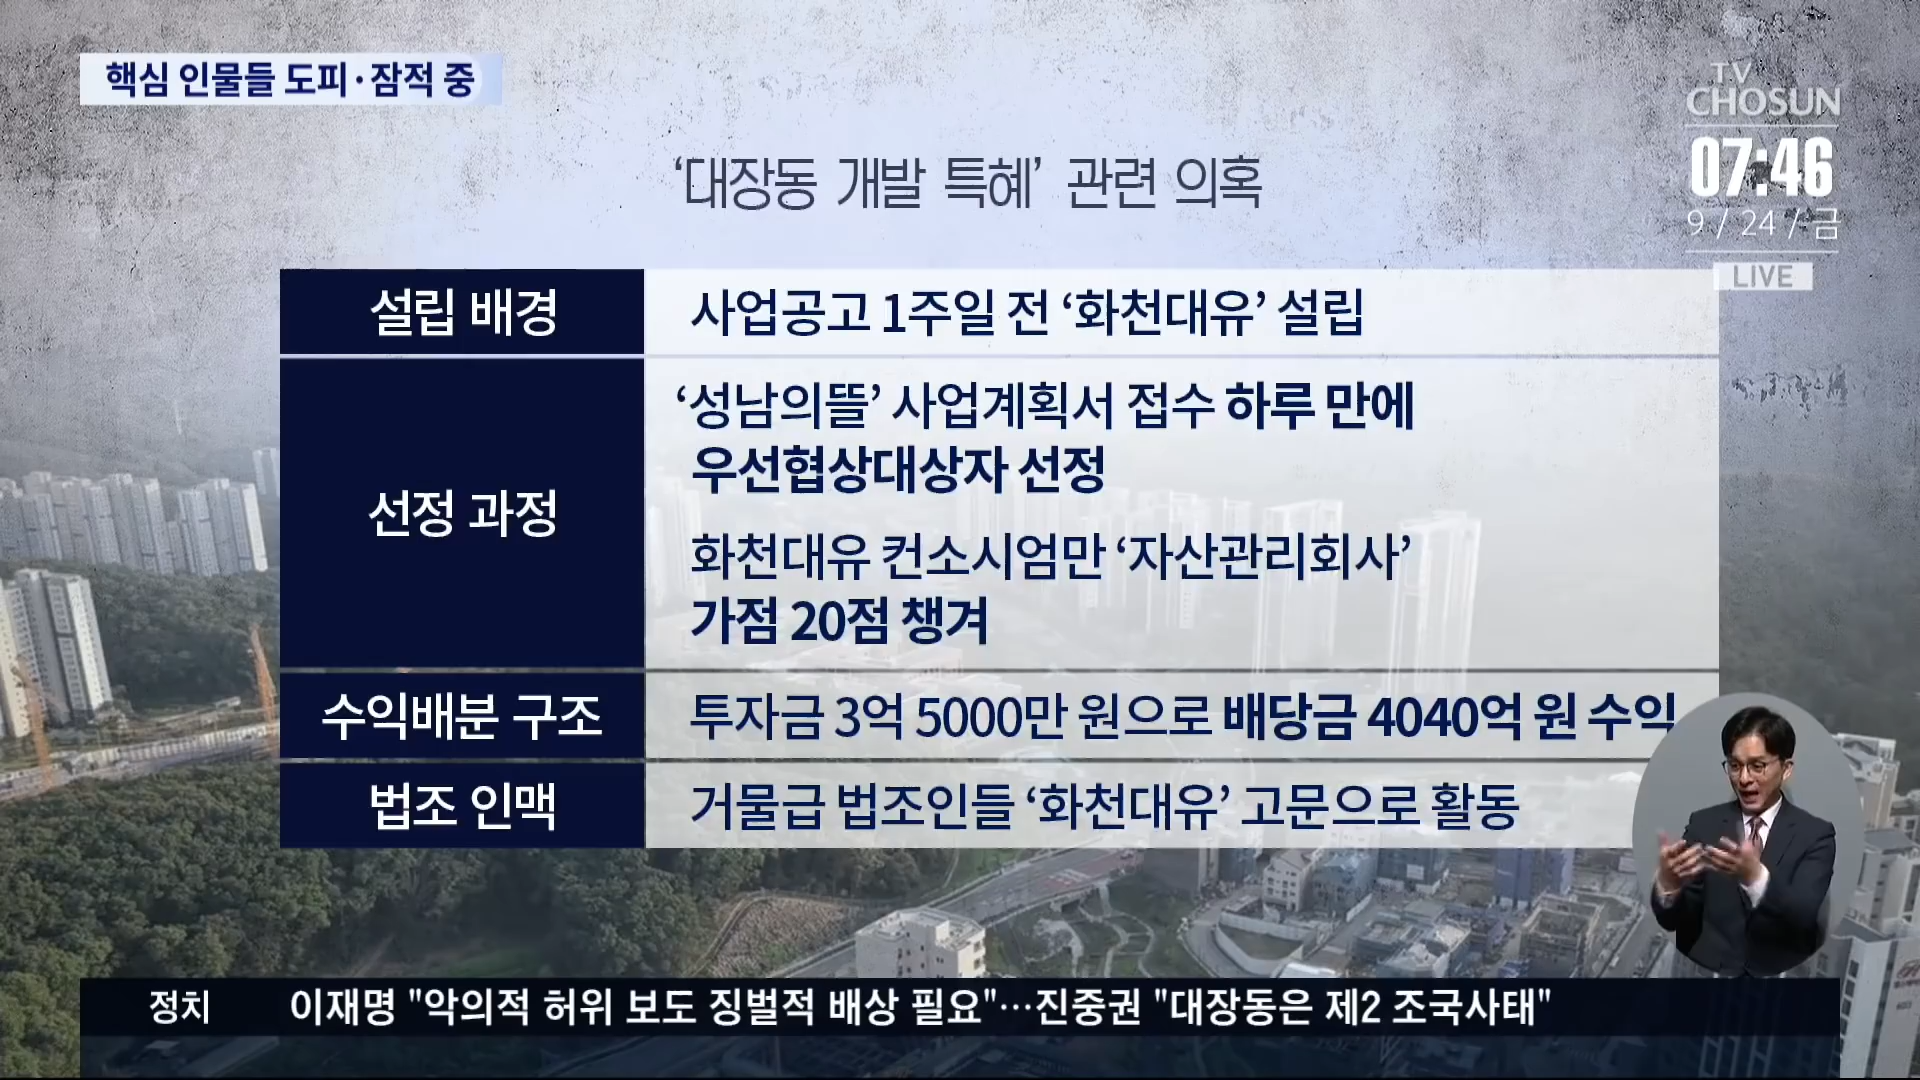 핵심 인물들 도피·잠적 중
TV
CHOSUN
07:46
9 / 24 / 금
LIVE
‘대장동 개발 특혜’ 관련 의혹
설립 배경
사업공고 1주일 전 ‘화천대유’ 설립
선정 과정
‘성남의뜰’ 사업계획서 접수 하루 만에
우선협상대상자 선정
화천대유 컨소시엄만 ‘자산관리회사’
가점 20점 챙겨
수익배분 구조
투자금 3억 5000만 원으로 배당금 4040억 원 수익
법조 인맥
거물급 법조인들 ‘화천대유’ 고문으로 활동
정치 이재명 "악의적 허위 보도 징벌적 배상 필요"…진중권 "대장동은 제2 조국사태"